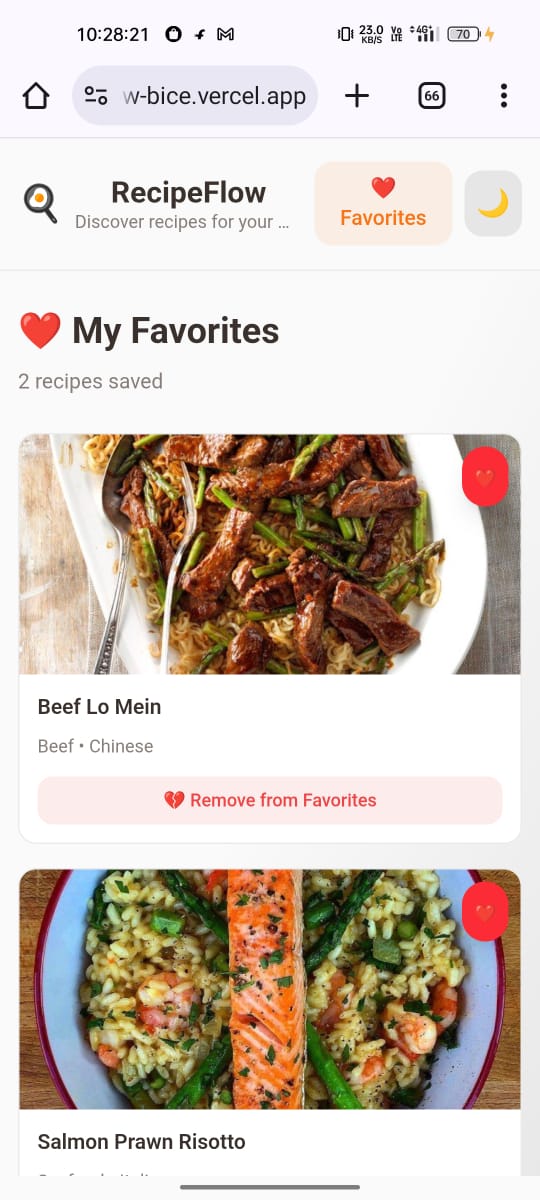 10:28:21
23.0 KB/S
Vo LTE
4G+
70
w-bice.vercel.app
66
RecipeFlow
Discover recipes for your ...
Favorites
My Favorites
2 recipes saved
Beef Lo Mein
Beef • Chinese
Remove from Favorites
Salmon Prawn Risotto